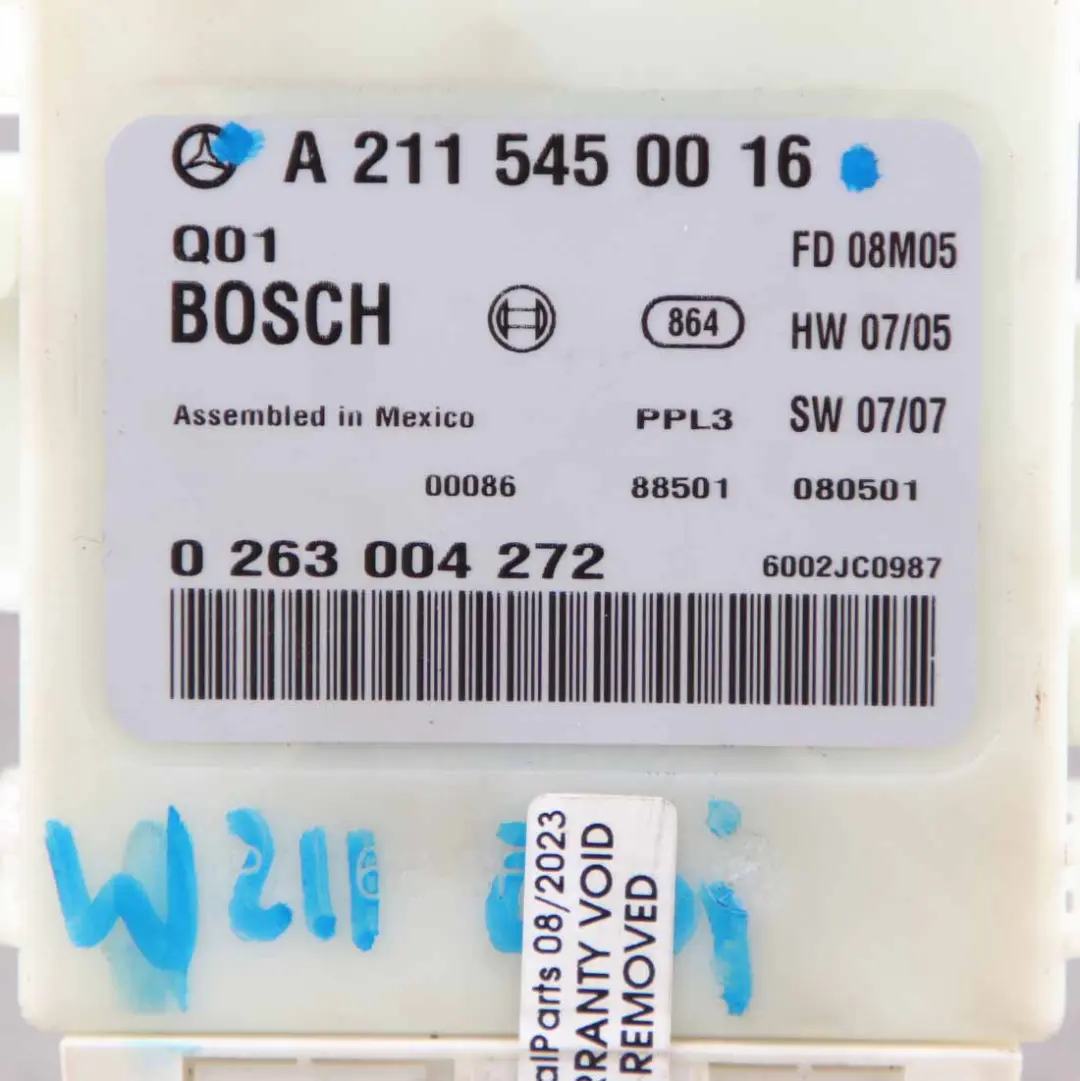 A 211 545 00 16
Q01 FD 08M05
BOSCH 864 HW 07/05
Assembled in Mexico PPL3 SW 07/07
00086 88501 080501
0 263 004 272 6002JC0987
W211
alParts 08/2023
RRANTY VOID
REMOVED